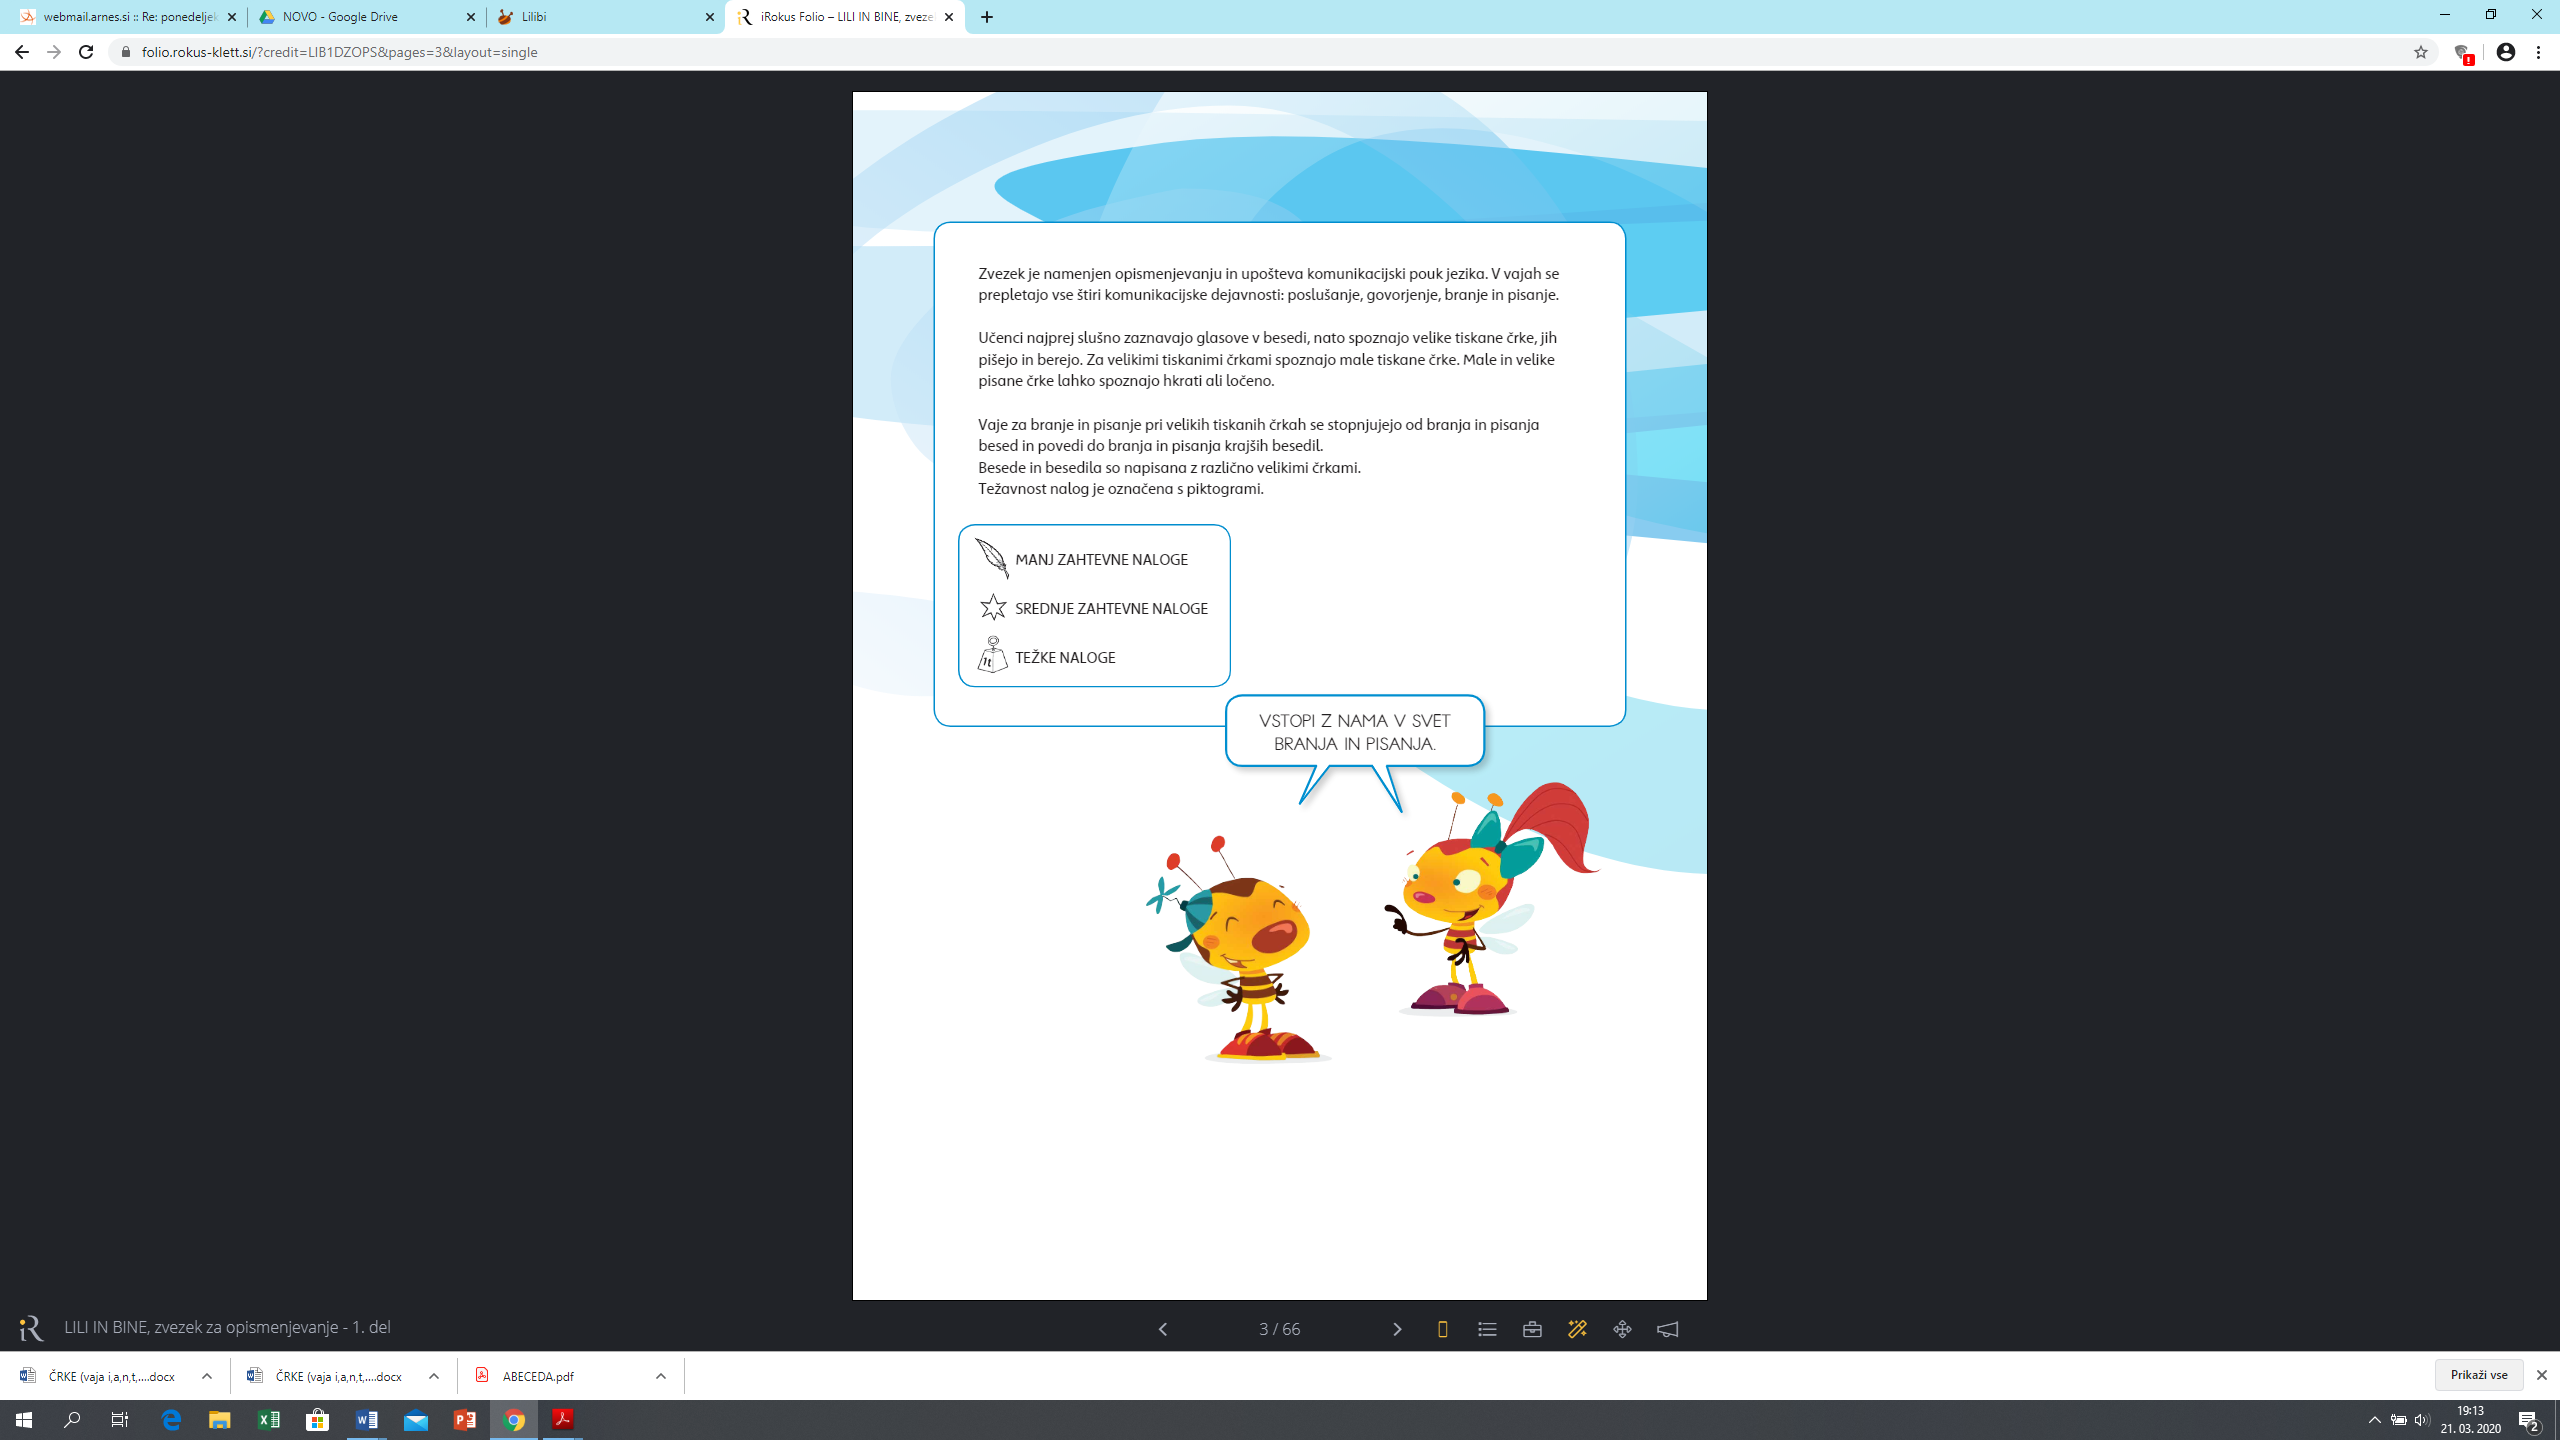 webmail.arnes.si :: Re: ponedeljek
NOVO - Google Drive
Lilibi
iRokus Folio – LILI IN BINE, zveze
folio.rokus-klett.si/?credit=LIB1DZOPS&pages=3&layout=single
Zvezek je namenjen opismenjevanju in upošteva komunikacijski pouk jezika. V vajah se
prepletajo vse štiri komunikacijske dejavnosti: poslušanje, govorjenje, branje in pisanje.
Učenci najprej slušno zaznavajo glasove v besedi, nato spoznajo velike tiskane črke, jih
pišejo in berejo. Za velikimi tiskanimi črkami spoznajo male tiskane črke. Male in velike
pisane črke lahko spoznajo hkrati ali ločeno.
Vaje za branje in pisanje pri velikih tiskanih črkah se stopnjujejo od branja in pisanja
besed in povedi do branja in pisanja krajših besedil.
Besede in besedila so napisana z različno velikimi črkami.
Težavnost nalog je označena s piktogrami.
MANJ ZAHTEVNE NALOGE
SREDNJE ZAHTEVNE NALOGE
1t TEŽKE NALOGE
VSTOPI Z NAMA V SVET
BRANJA IN PISANJA.
iR LILI IN BINE, zvezek za opismenjevanje - 1. del
3 / 66
ČRKE (vaja i,a,n,t,....docx
ČRKE (vaja i,a,n,t,....docx
ABECEDA.pdf
Prikaži vse
19:13
21. 03. 2020
2